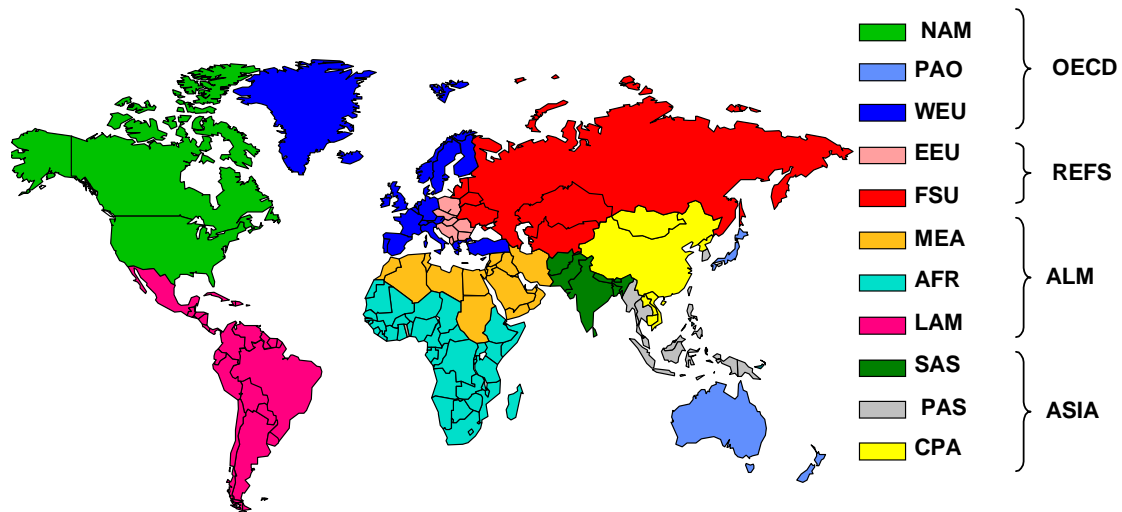 NAM
PAO
WEU
OECD
EEU
FSU
REFS
MEA
AFR
LAM
ALM
SAS
PAS
CPA
ASIA